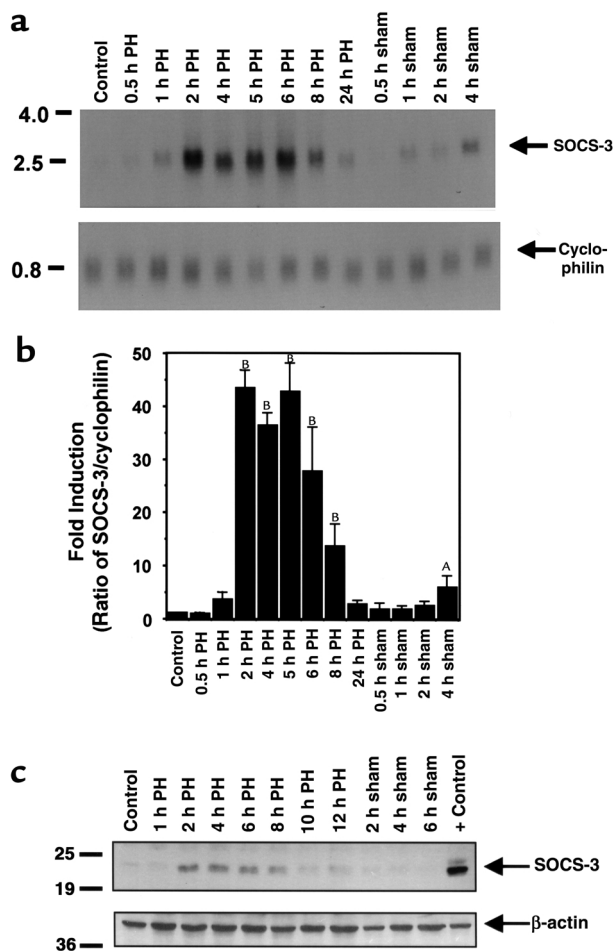 a
Control
0.5 h PH
1 h PH
2 h PH
4 h PH
5 h PH
6 h PH
8 h PH
24 h PH
0.5 h sham
1 h sham
2 h sham
4 h sham
4.0
2.5
SOCS-3
0.8
Cyclo-
philin
b
Fold Induction
(Ratio of SOCS-3/cyclophilin)
50
40
30
20
10
0
B
B
B
B
B
A
Control
0.5 h PH
1 h PH
2 h PH
4 h PH
5 h PH
6 h PH
8 h PH
24 h PH
0.5 h sham
1 h sham
2 h sham
4 h sham
c
Control
1 h PH
2 h PH
4 h PH
6 h PH
8 h PH
10 h PH
12 h PH
2 h sham
4 h sham
6 h sham
+ Control
25
19
SOCS-3
36
β-actin